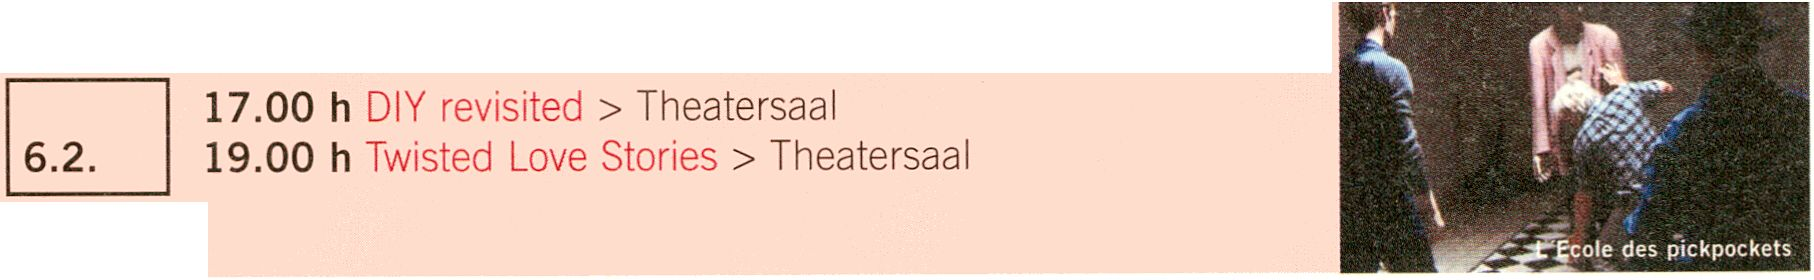 17.00 h DIY revisited > Theatersaal
6.2.
19.00 h Twisted Love Stories > Theatersaal
L'Ecole des pickpockets